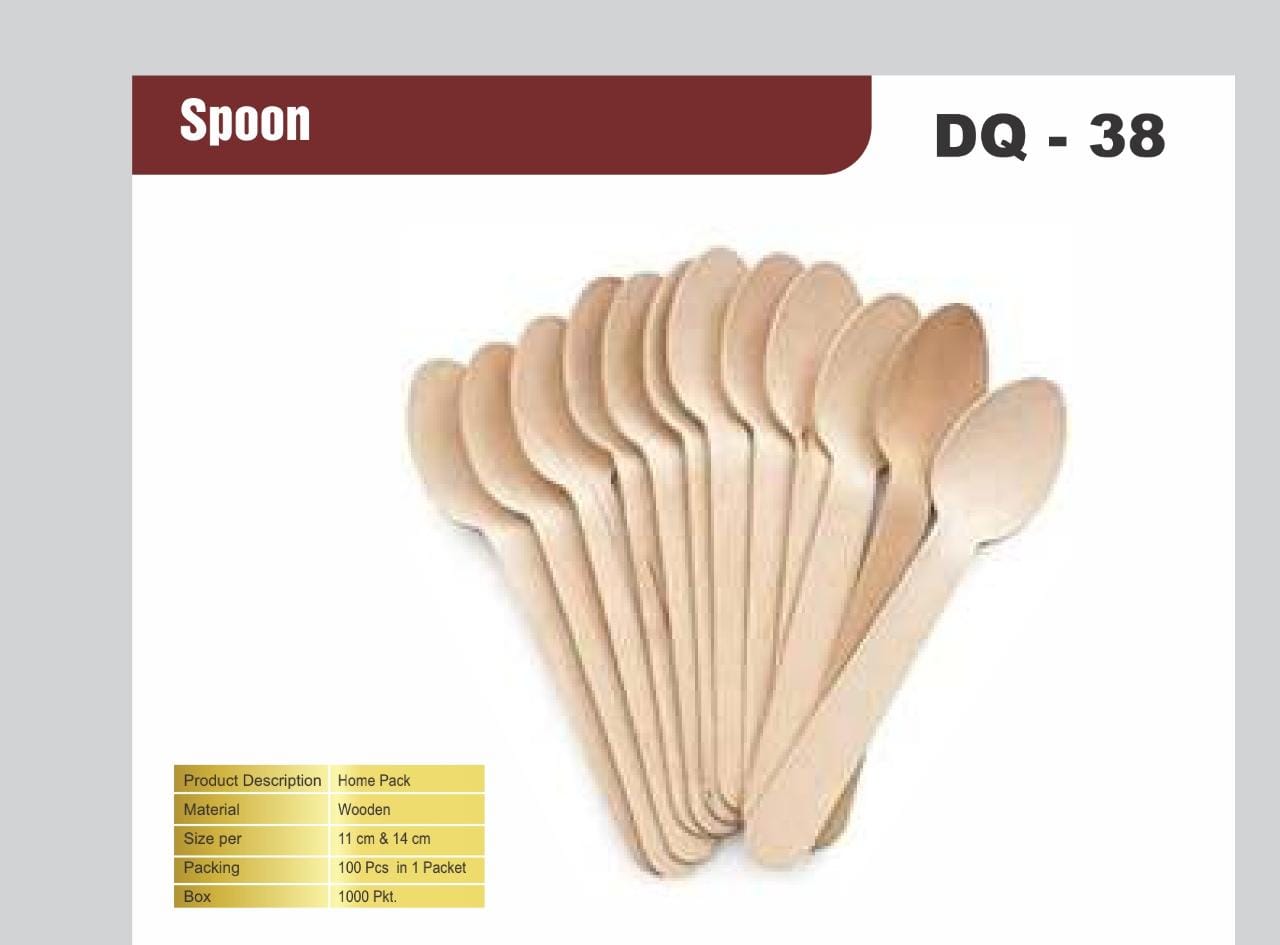 Spoon
DQ - 38
Product Description Home Pack
Material Wooden
Size per 11 cm & 14 cm
Packing 100 Pcs in 1 Packet
Box 1000 Pkt.